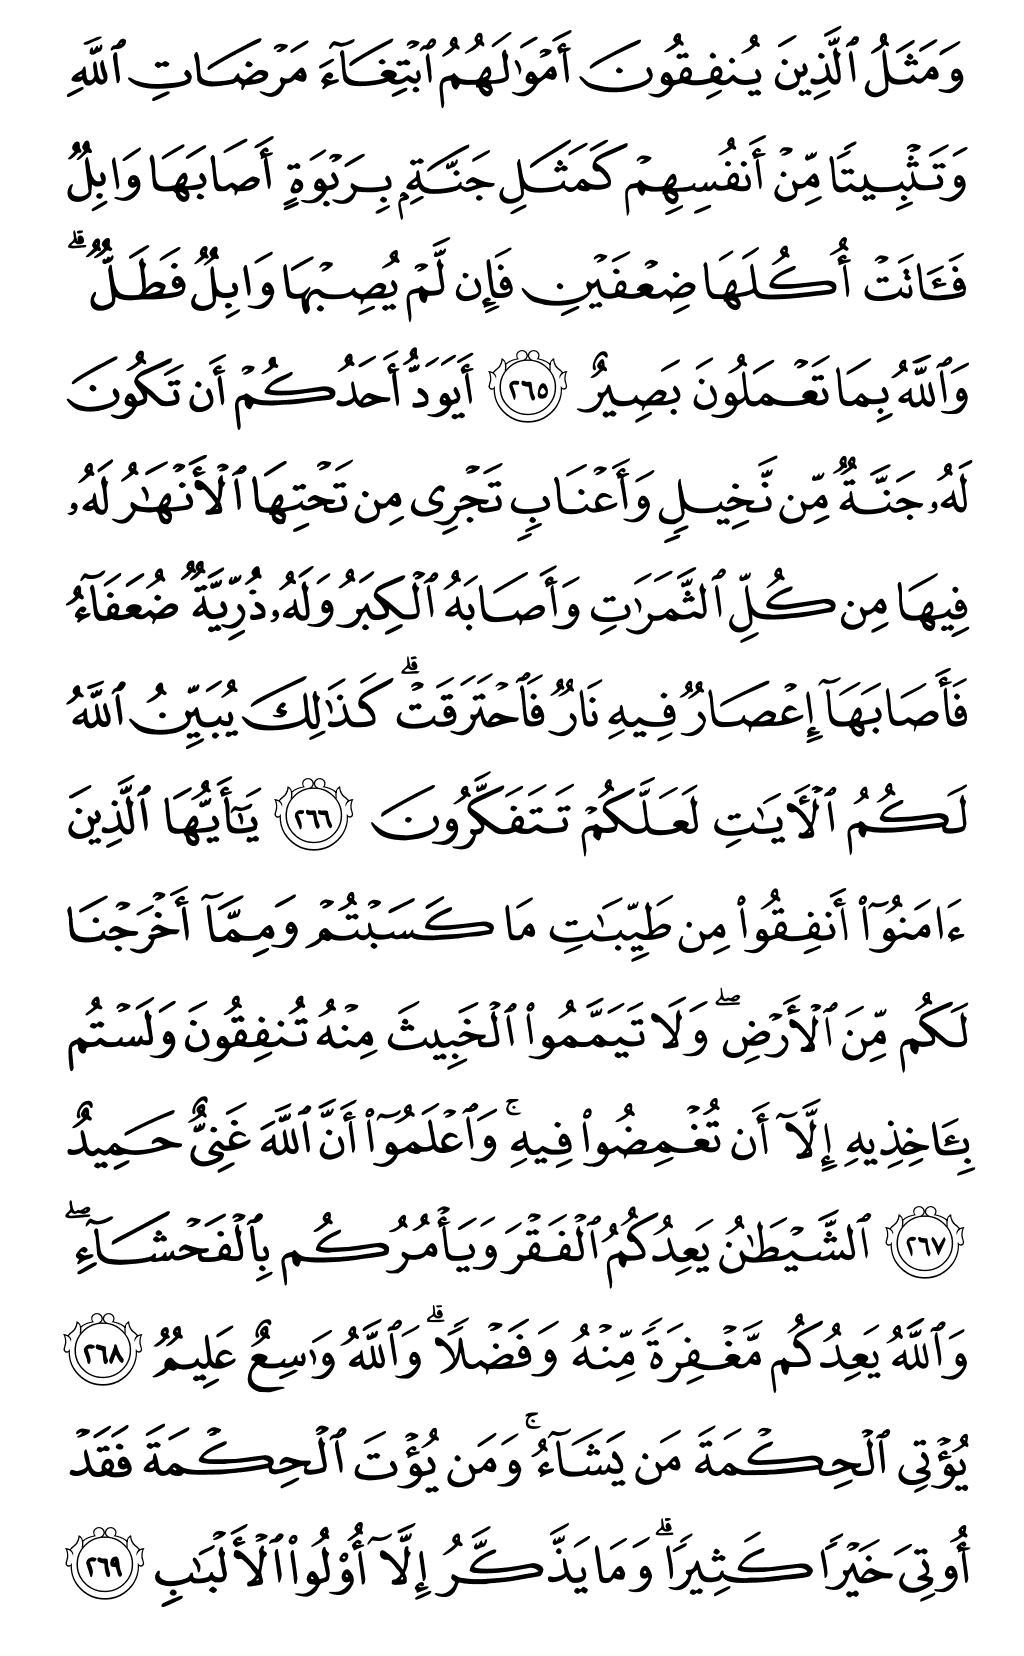 وَمَثَلُ ٱلَّذِينَ يُنفِقُونَ أَمۡوَٰلَهُمُ ٱبۡتِغَآءَ مَرۡضَاتِ ٱللَّهِ
وَتَثۡبِيتٗا مِّنۡ أَنفُسِهِمۡ كَمَثَلِ جَنَّةِۭ بِرَبۡوَةٍ أَصَابَهَا وَابِلٞ
فَـَٔاتَتۡ أُكُلَهَا ضِعۡفَيۡنِ فَإِن لَّمۡ يُصِبۡهَا وَابِلٞ فَطَلّٞۗ
وَٱللَّهُ بِمَا تَعۡمَلُونَ بَصِيرٌ ٢٦٥ أَيَوَدُّ أَحَدُكُمۡ أَن تَكُونَ
لَهُۥ جَنَّةٞ مِّن نَّخِيلٖ وَأَعۡنَابٖ تَجۡرِي مِن تَحۡتِهَا ٱلۡأَنۡهَٰرُ لَهُۥ
فِيهَا مِن كُلِّ ٱلثَّمَرَٰتِ وَأَصَابَهُ ٱلۡكِبَرُ وَلَهُۥ ذُرِّيَّةٞ ضُعَفَآءُ
فَأَصَابَهَآ إِعۡصَارٞ فِيهِ نَارٞ فَٱحۡتَرَقَتۡۗ كَذَٰلِكَ يُبَيِّنُ ٱللَّهُ
لَكُمُ ٱلۡأٓيَٰتِ لَعَلَّكُمۡ تَتَفَكَّرُونَ ٢٦٦ يَٰٓأَيُّهَا ٱلَّذِينَ
ءَامَنُوٓاْ أَنفِقُواْ مِن طَيِّبَٰتِ مَا كَسَبۡتُمۡ وَمِمَّآ أَخۡرَجۡنَا
لَكُم مِّنَ ٱلۡأَرۡضِۖ وَلَا تَيَمَّمُواْ ٱلۡخَبِيثَ مِنۡهُ تُنفِقُونَ وَلَسۡتُم
بِـَٔاخِذِيهِ إِلَّآ أَن تُغۡمِضُواْ فِيهِۚ وَٱعۡلَمُوٓاْ أَنَّ ٱللَّهَ غَنِيٌّ حَمِيدٌ
٢٦٧ ٱلشَّيۡطَٰنُ يَعِدُكُمُ ٱلۡفَقۡرَ وَيَأۡمُرُكُم بِٱلۡفَحۡشَآءِۖ
وَٱللَّهُ يَعِدُكُم مَّغۡفِرَةٗ مِّنۡهُ وَفَضۡلٗاۗ وَٱللَّهُ وَٰسِعٌ عَلِيمٞ ٢٦٨
يُؤۡتِي ٱلۡحِكۡمَةَ مَن يَشَآءُۚ وَمَن يُؤۡتَ ٱلۡحِكۡمَةَ فَقَدۡ
أُوتِيَ خَيۡرٗا كَثِيرٗاۗ وَمَا يَذَّكَّرُ إِلَّآ أُوْلُواْ ٱلۡأَلۡبَٰبِ ٢٦٩